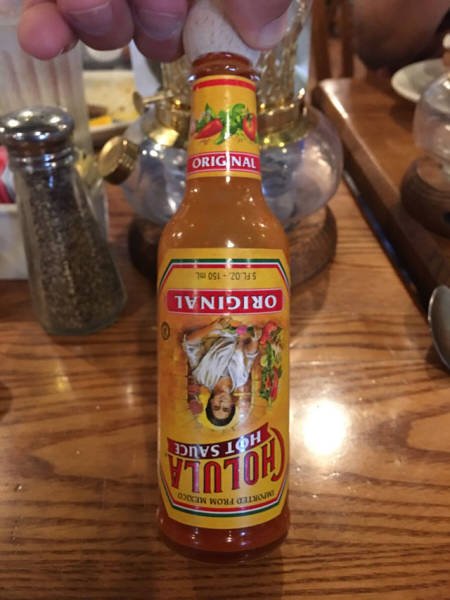 ORIGINAL
IMPORTED FROM MEXICO
CHOLULA
HOT SAUCE
ORIGINAL
5 FL.OZ. - 150 mL